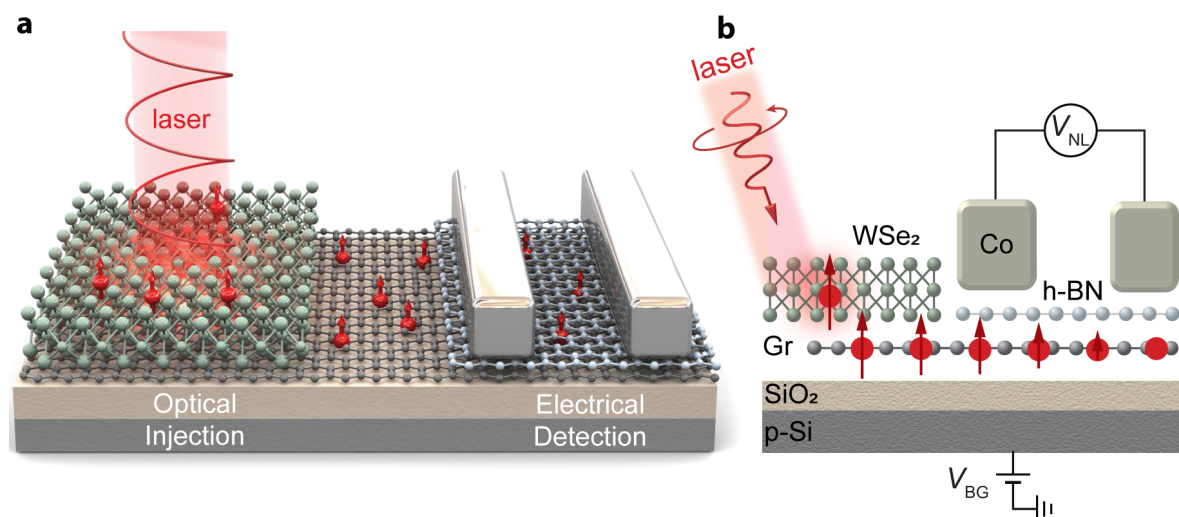 a
laser
Optical
Injection
Electrical
Detection
b
laser
V_NL
WSe₂
Co
h-BN
Gr
SiO₂
p-Si
V_BG